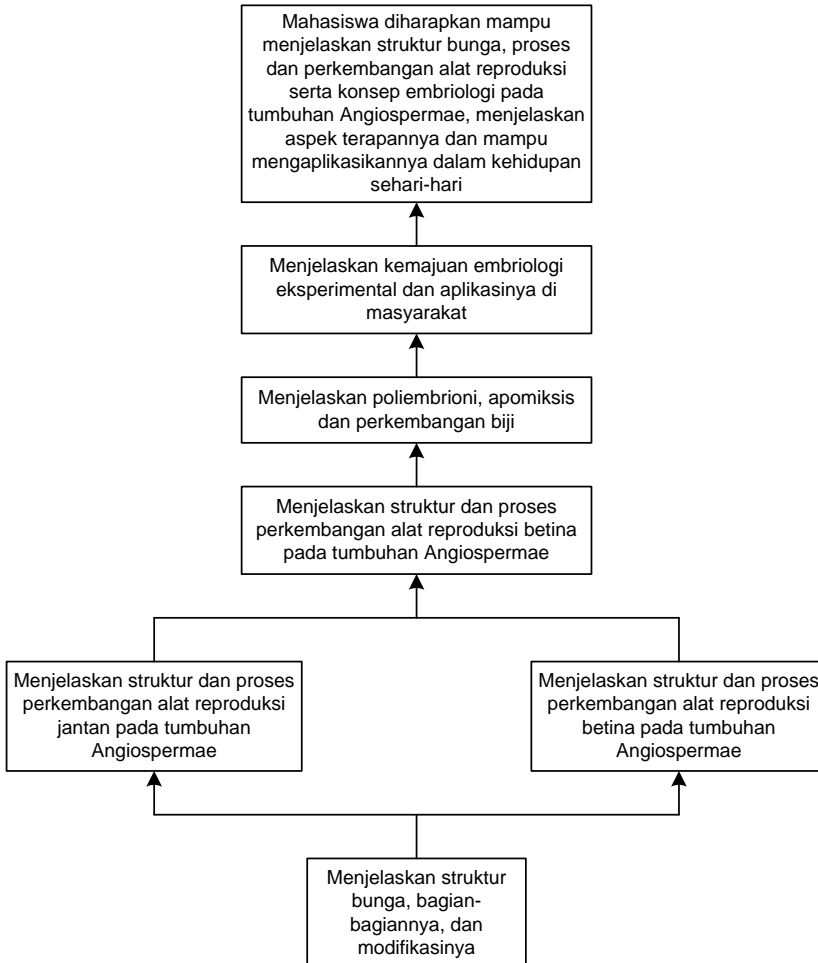 Mahasiswa diharapkan mampu
menjelaskan struktur bunga, proses
dan perkembangan alat reproduksi
serta konsep embriologi pada
tumbuhan Angiospermae, menjelaskan
aspek terapannya dan mampu
mengaplikasikannya dalam kehidupan
sehari-hari
Menjelaskan kemajuan embriologi
eksperimental dan aplikasinya di
masyarakat
Menjelaskan poliembrioni, apomiksis
dan perkembangan biji
Menjelaskan struktur dan proses
perkembangan alat reproduksi betina
pada tumbuhan Angiospermae
Menjelaskan struktur dan proses
perkembangan alat reproduksi
jantan pada tumbuhan
Angiospermae
Menjelaskan struktur dan proses
perkembangan alat reproduksi
betina pada tumbuhan
Angiospermae
Menjelaskan struktur
bunga, bagian-
bagiannya, dan
modifikasinya